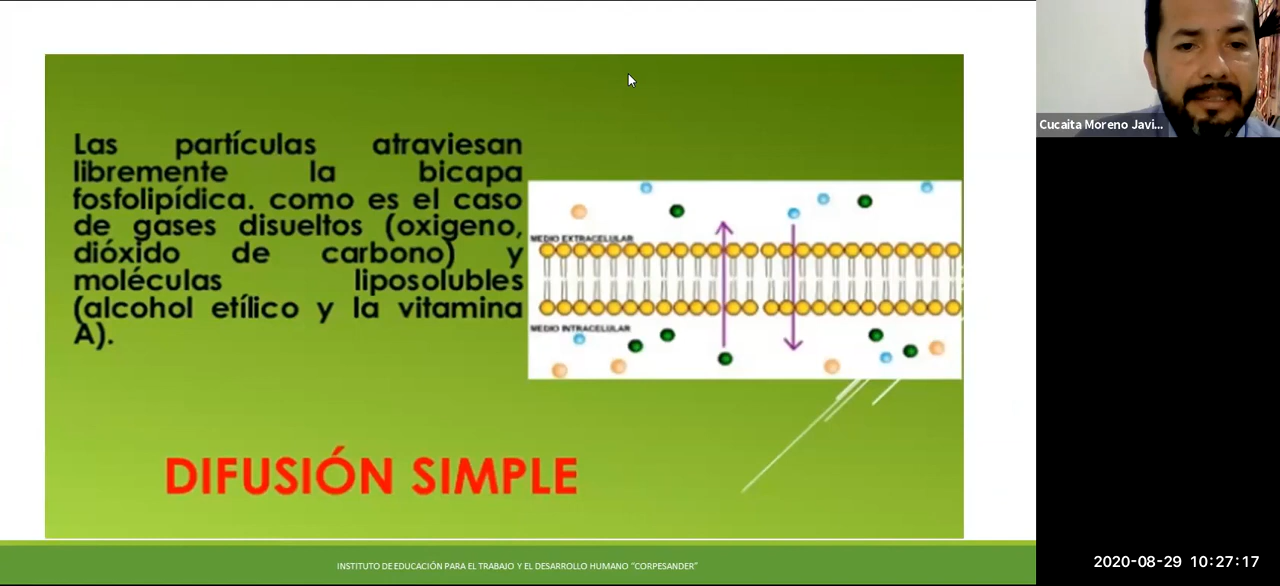 Las partículas atraviesan
libremente la bicapa
fosfolipídica. como es el caso
de gases disueltos (oxigeno,
dióxido de carbono) y
moléculas liposolubles
(alcohol etílico y la vitamina
A).
MEDIO EXTRACELULAR
MEDIO INTRACELULAR
DIFUSIÓN SIMPLE
INSTITUTO DE EDUCACIÓN PARA EL TRABAJO Y EL DESARROLLO HUMANO "CORPESANDER"
Cucaita Moreno Javi...
2020-08-29 10:27:17